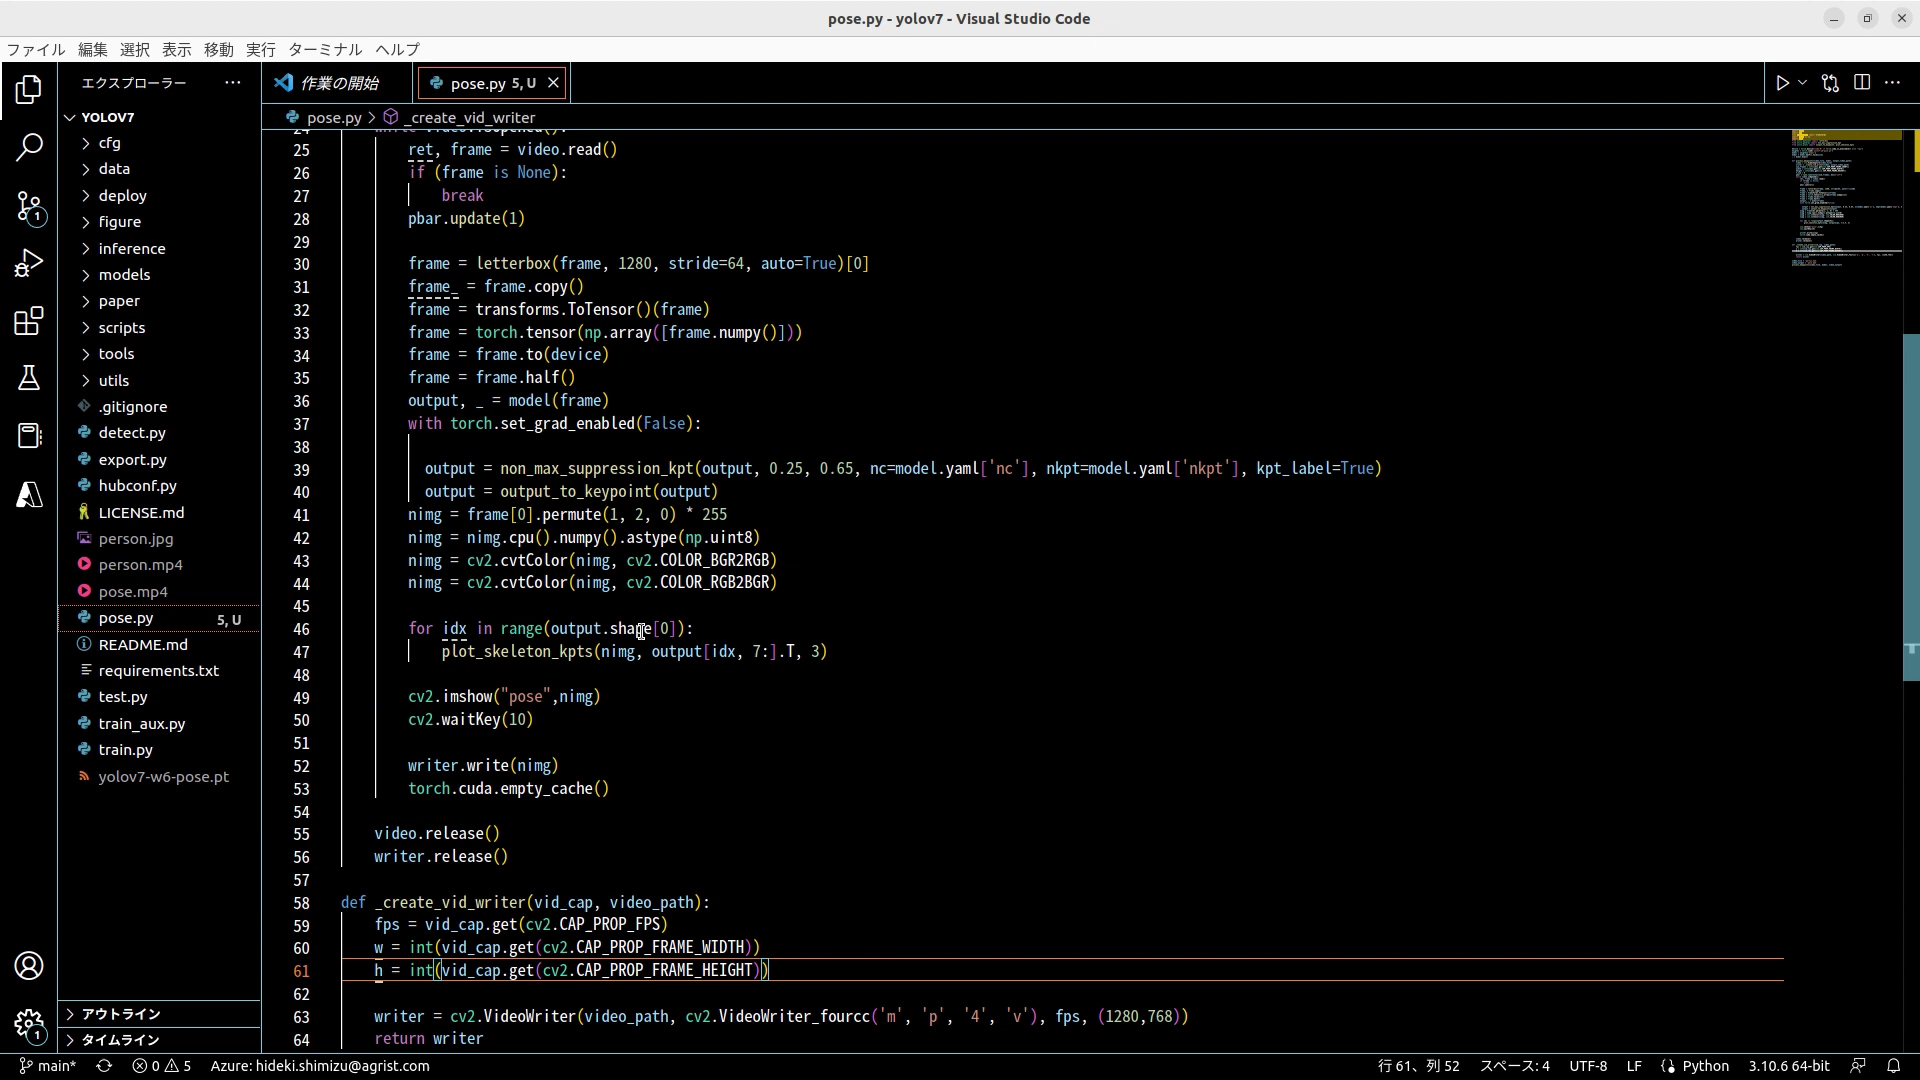 pose.py - yolov7 - Visual Studio Code
ファイル 編集 選択 表示 移動 実行 ターミナル ヘルプ
エクスプローラー
作業の開始
pose.py 5, U
pose.py > _create_vid_writer
YOLOV7
cfg
data
deploy
figure
inference
models
paper
scripts
tools
utils
.gitignore
detect.py
export.py
hubconf.py
LICENSE.md
person.jpg
person.mp4
pose.mp4
pose.py 5, U
README.md
requirements.txt
test.py
train_aux.py
train.py
yolov7-w6-pose.pt
アウトライン
タイムライン
25 ret, frame = video.read()
26 if (frame is None):
27 break
28 pbar.update(1)
29
30 frame = letterbox(frame, 1280, stride=64, auto=True)[0]
31 frame_ = frame.copy()
32 frame = transforms.ToTensor()(frame)
33 frame = torch.tensor(np.array([frame.numpy()]))
34 frame = frame.to(device)
35 frame = frame.half()
36 output, _ = model(frame)
37 with torch.set_grad_enabled(False):
38
39 output = non_max_suppression_kpt(output, 0.25, 0.65, nc=model.yaml['nc'], nkpt=model.yaml['nkpt'], kpt_label=True)
40 output = output_to_keypoint(output)
41 nimg = frame[0].permute(1, 2, 0) * 255
42 nimg = nimg.cpu().numpy().astype(np.uint8)
43 nimg = cv2.cvtColor(nimg, cv2.COLOR_BGR2RGB)
44 nimg = cv2.cvtColor(nimg, cv2.COLOR_RGB2BGR)
45
46 for idx in range(output.shape[0]):
47 plot_skeleton_kpts(nimg, output[idx, 7:].T, 3)
48
49 cv2.imshow("pose",nimg)
50 cv2.waitKey(10)
51
52 writer.write(nimg)
53 torch.cuda.empty_cache()
54
55 video.release()
56 writer.release()
57
58 def _create_vid_writer(vid_cap, video_path):
59 fps = vid_cap.get(cv2.CAP_PROP_FPS)
60 w = int(vid_cap.get(cv2.CAP_PROP_FRAME_WIDTH))
61 h = int(vid_cap.get(cv2.CAP_PROP_FRAME_HEIGHT))
62
63 writer = cv2.VideoWriter(video_path, cv2.VideoWriter_fourcc('m', 'p', '4', 'v'), fps, (1280,768))
64 return writer
1
1
main* 0 5 Azure: hideki.shimizu@agrist.com 行 61、列 52 スペース: 4 UTF-8 LF Python 3.10.6 64-bit